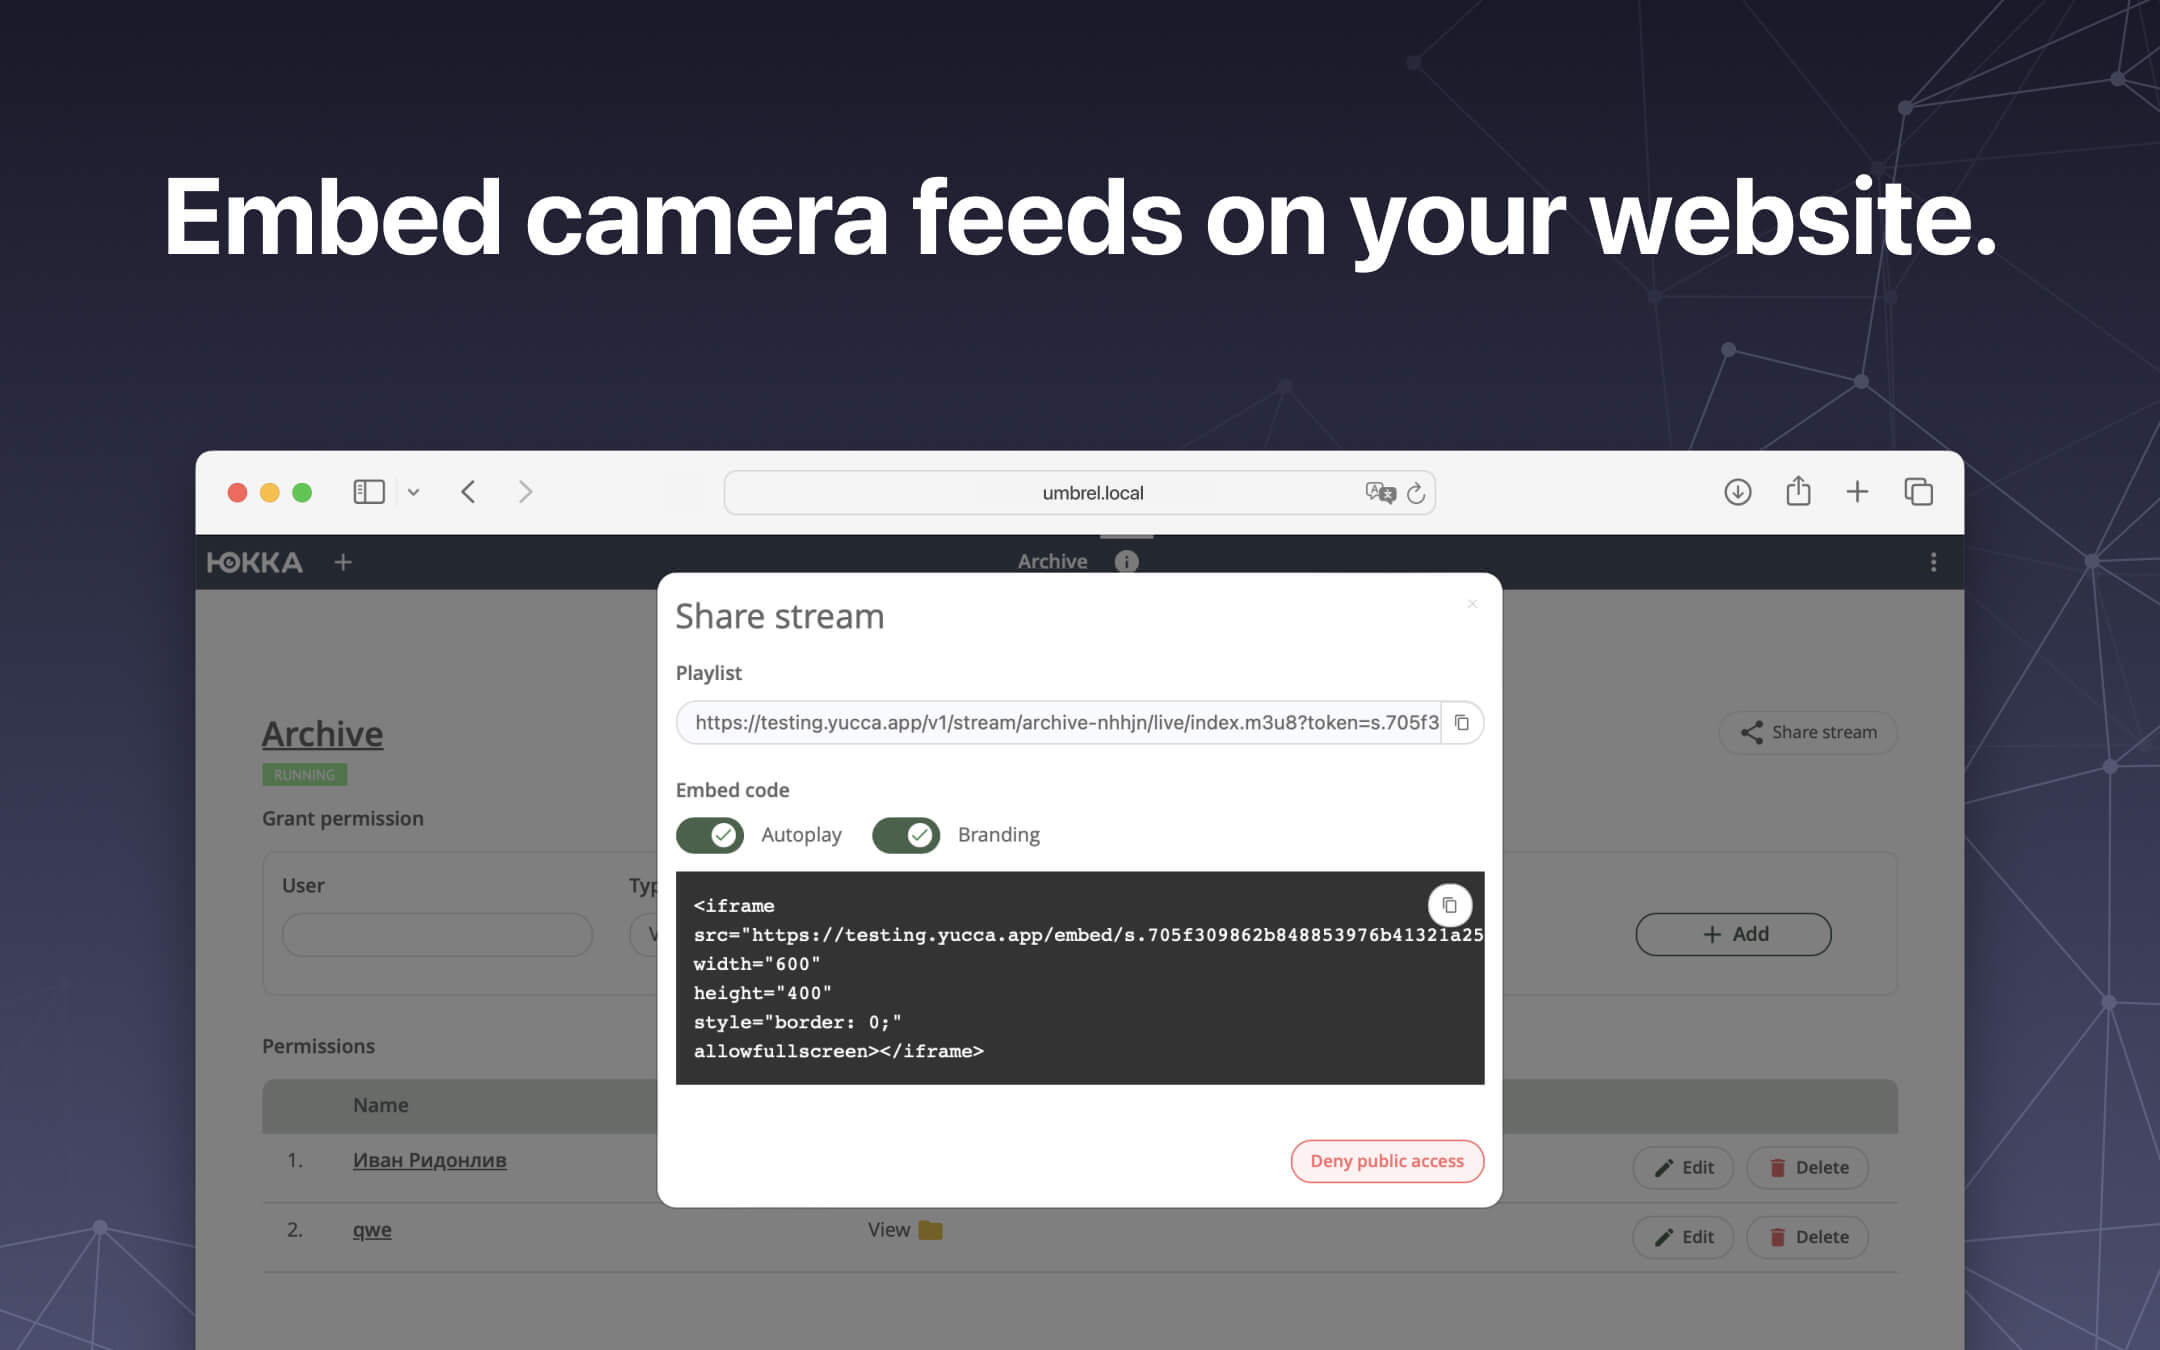 Embed camera feeds on your website.
umbrel.local
ЮККА
Archive
Share stream
Playlist
https://testing.yucca.app/v1/stream/archive-nhhjn/live/index.m3u8?token=s.705f3
Archive
Share stream
RUNNING
Embed code
Grant permission
Autoplay
Branding
User
Typ
<iframe
src="https://testing.yucca.app/embed/s.705f309862b848853976b41321a25
width="600"
height="400"
style="border: 0;"
allowfullscreen></iframe>
+ Add
Permissions
Name
1. Иван Ридонлив
Deny public access
Edit Delete
2. qwe View Edit Delete